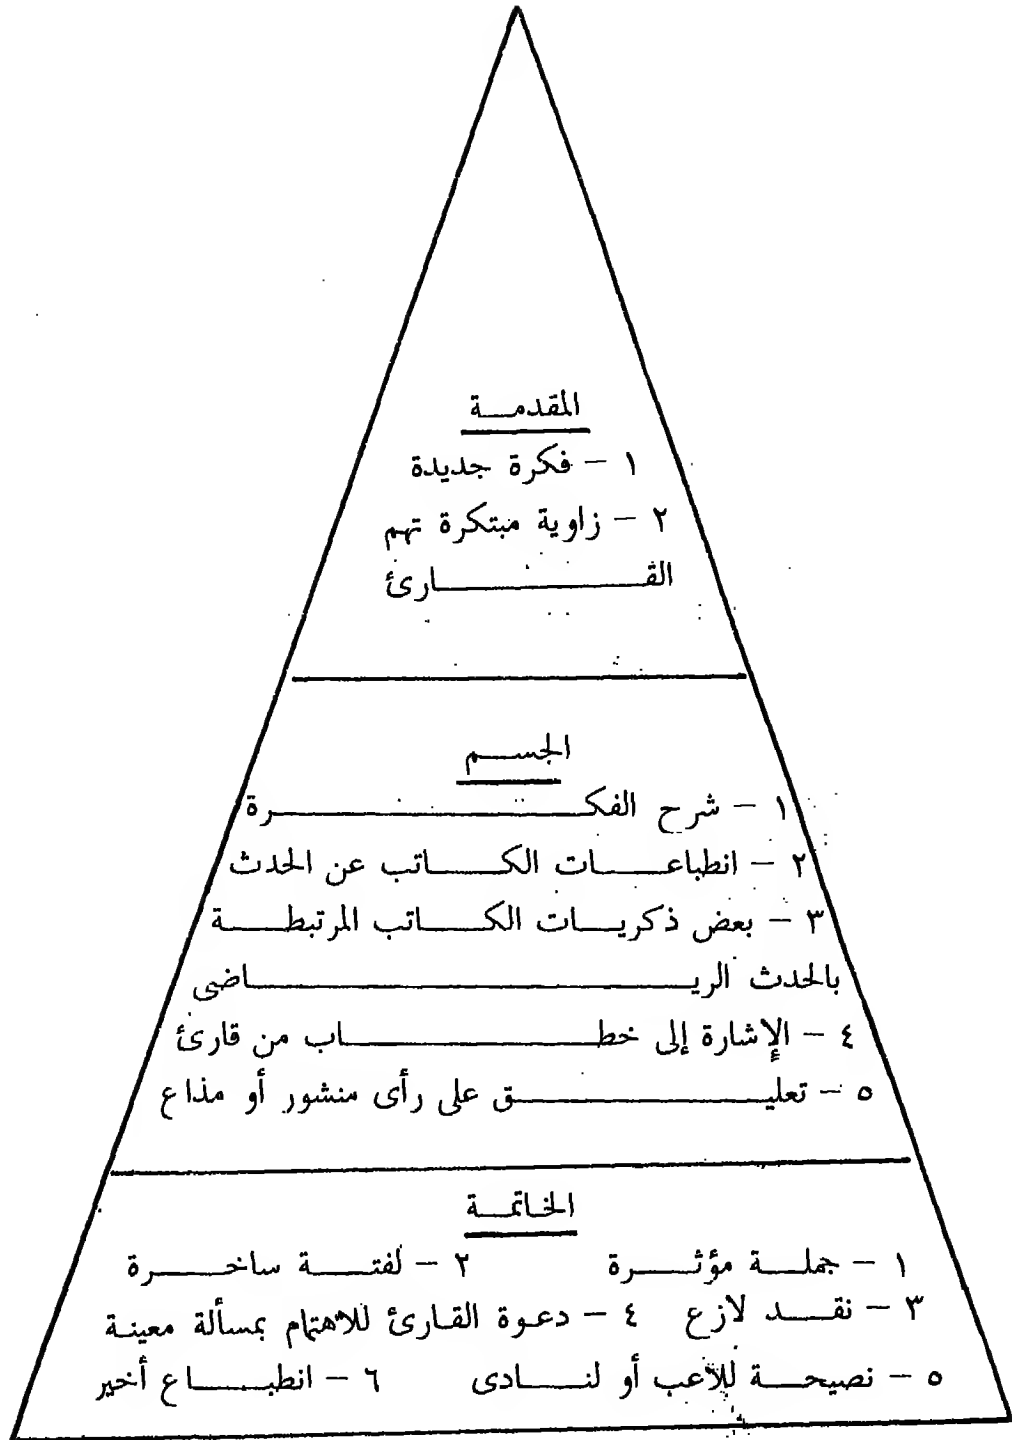 المقدمة
١ - فكرة جديدة
٢ - زاوية مبتكرة تهم
القارئ
الجسم
١ - شرح الفكرة
٢ - انطباعات الكاتب عن الحدث
٣ - بعض ذكريات الكاتب المرتبطة
بالحدث الرياضى
٤ - الإشارة إلى خطاب من قارئ
٥ - تعليق على رأى منشور أو مذاع
الخاتمة
١ - جملة مؤثرة ٢ - لفتة ساخرة
٣ - نقد لازع ٤ - دعوة القارئ للاهتمام بمسألة معينة
٥ - نصيحة للاعب أو لنادى ٦ - انطباع أخير